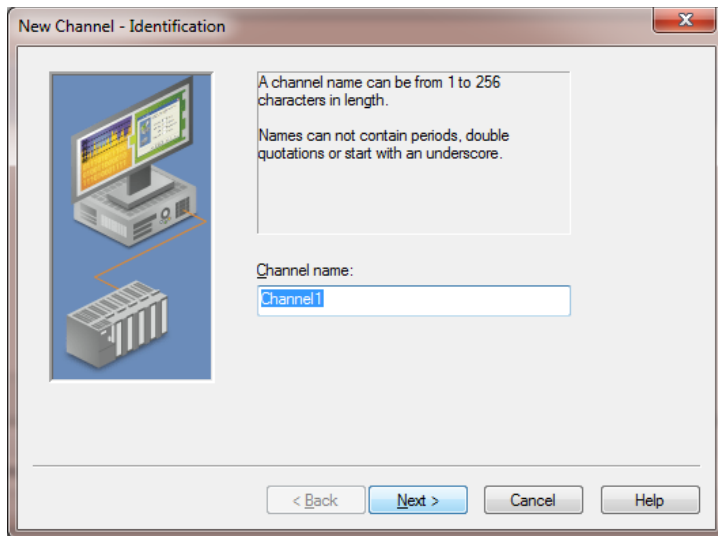 New Channel - Identification
A channel name can be from 1 to 256
characters in length.
Names can not contain periods, double
quotations or start with an underscore.
Channel name:
Channel1
< Back
Next >
Cancel
Help